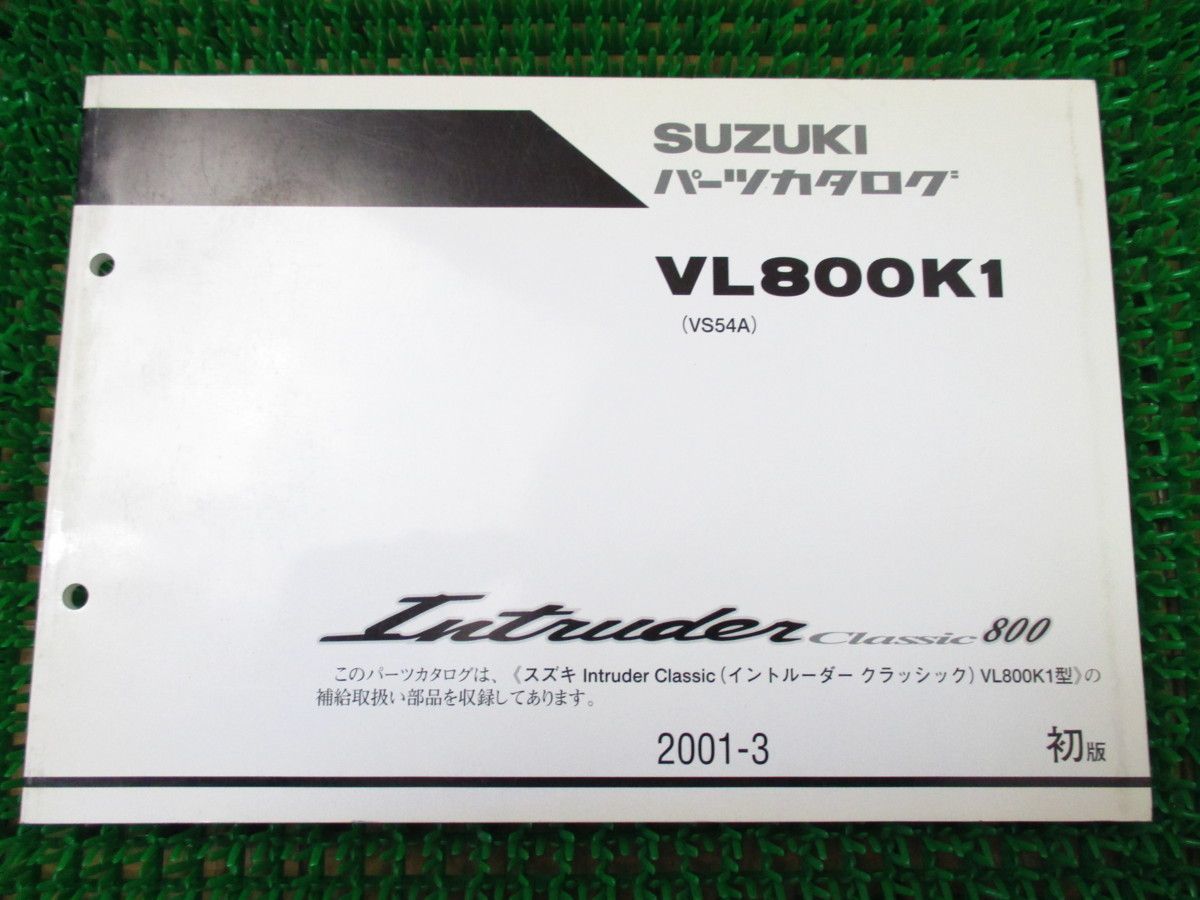 SUZUKI
パーツカタログ
VL800K1
（VS54A）
Intruder Classic 800
このパーツカタログは、《スズキ Intruder Classic（イントルーダー クラッシック）VL800K1型》の
補給取扱い部品を収録してあります。
2001-3 初版